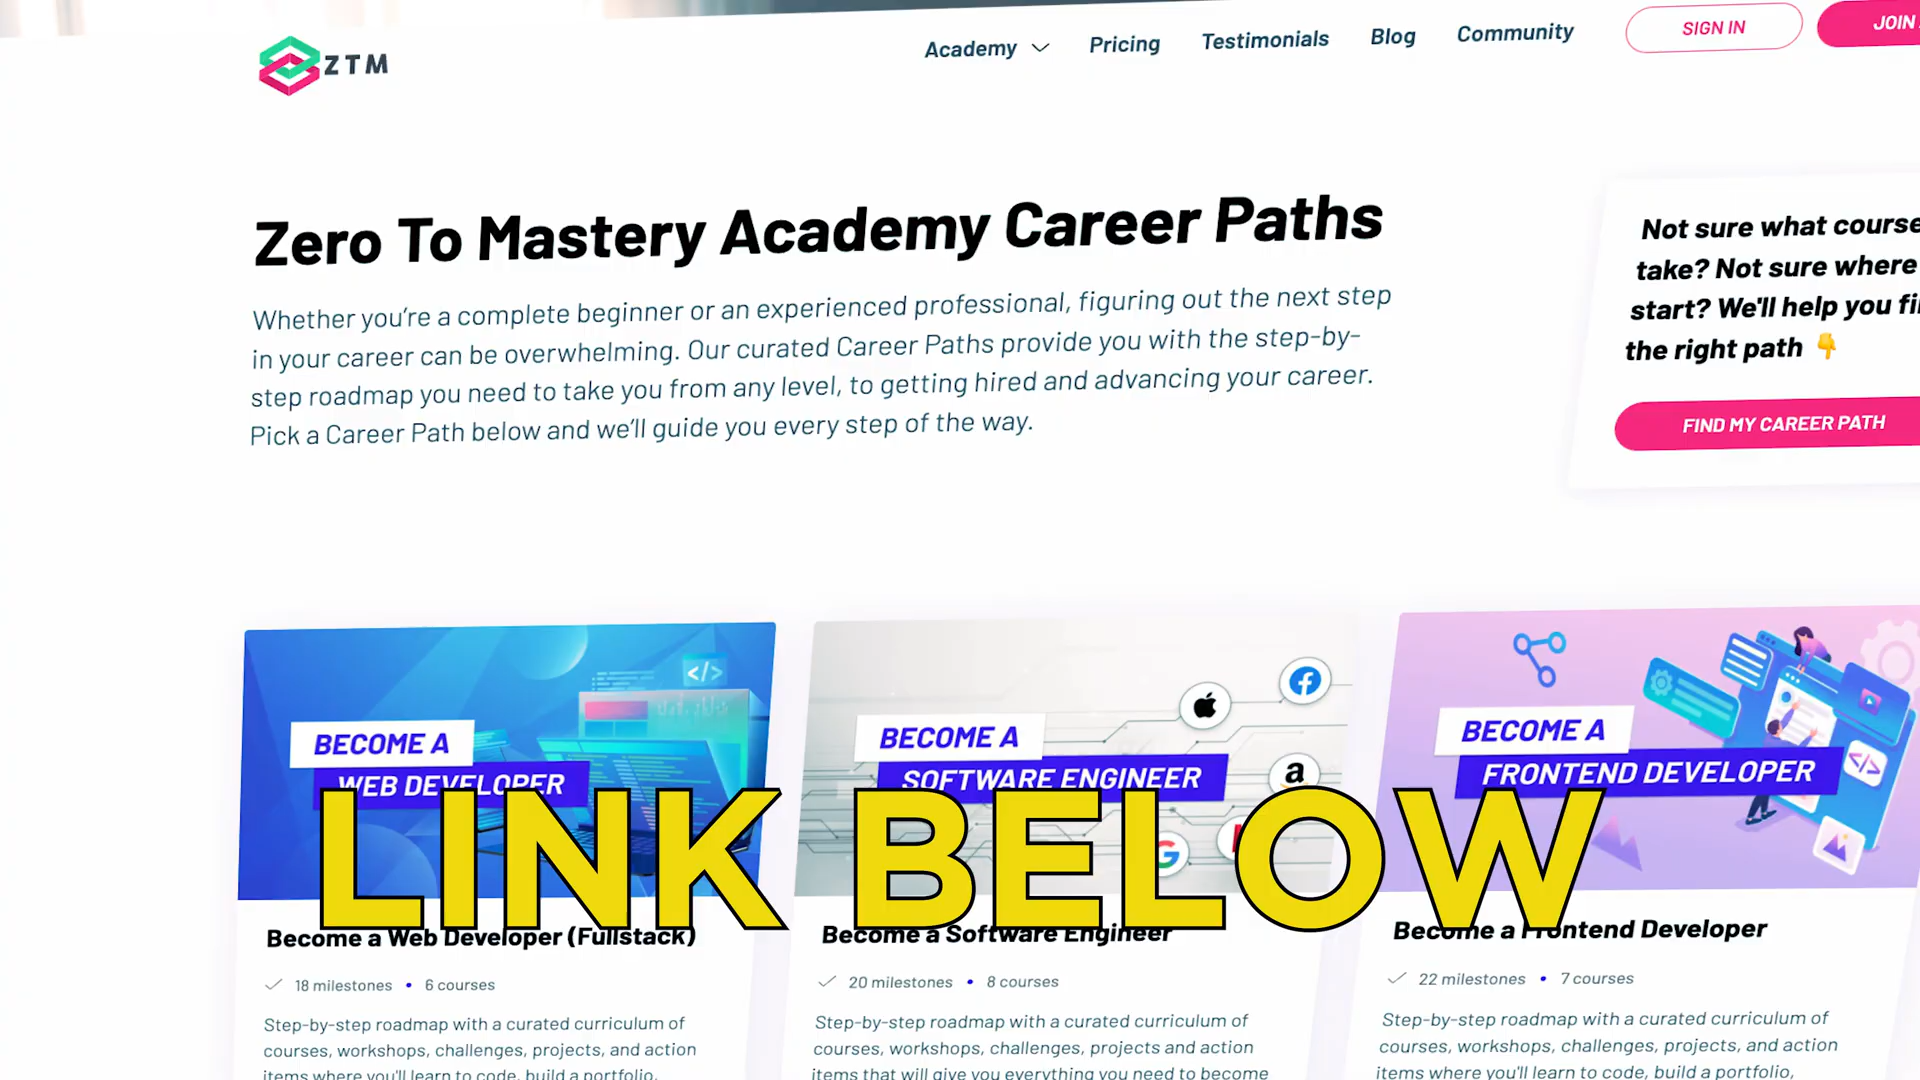 ZTM
Academy Pricing Testimonials Blog Community SIGN IN JOIN
Zero To Mastery Academy Career Paths
Whether you're a complete beginner or an experienced professional, figuring out the next step
in your career can be overwhelming. Our curated Career Paths provide you with the step-by-
step roadmap you need to take you from any level, to getting hired and advancing your career.
Pick a Career Path below and we'll guide you every step of the way.
Not sure what course
take? Not sure where
start? We'll help you
the right path 👇
FIND MY CAREER PATH
BECOME A
WEB DEVELOPER
BECOME A
SOFTWARE ENGINEER
BECOME A
FRONTEND DEVELOPER
LINK BELOW
Become a Web Developer (Fullstack)
18 milestones • 6 courses
Step-by-step roadmap with a curated curriculum of
courses, workshops, challenges, projects, and action
items where you'll learn to code, build a portfolio,
Become a Software Engineer
20 milestones • 8 courses
Step-by-step roadmap with a curated curriculum of
courses, workshops, challenges, projects and action
items that will give you everything you need to become
Become a Frontend Developer
22 milestones • 7 courses
Step-by-step roadmap with a curated curriculum of
courses, workshops, challenges, projects, and action
items where you'll learn to code, build a portfolio,